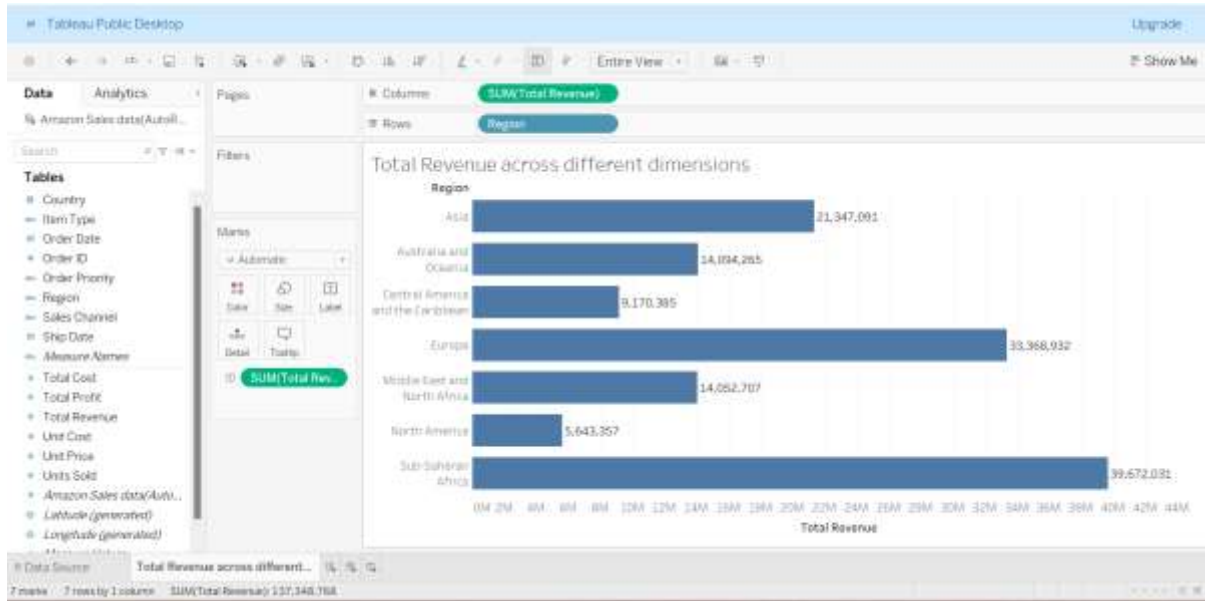 Tableau Public Desktop
Upgrade
Entire View
Show Me
Data Analytics
Pages
Columns SUM(Total Revenue)
Amazon Sales data(AutoR...
Rows Region
Search
Filters
Tables
Country
Item Type
Order Date
Order ID
Order Priority
Region
Sales Channel
Ship Date
Measure Names
Total Cost
Total Profit
Total Revenue
Unit Cost
Unit Price
Units Sold
Amazon Sales data(Auto...
Latitude (generated)
Longitude (generated)
Marks
Automatic
Color Size Label
Detail Tooltip
SUM(Total Rev..
Total Revenue across different dimensions
Region
Asia 21,347,091
Australia and
Oceania 14,094,265
Central America
and the Caribbean 9,170,385
Europe 33,368,932
Middle East and
North Africa 14,052,707
North America 5,643,357
Sub-Saharan
Africa 39,672,031
0M 2M 4M 6M 8M 10M 12M 14M 16M 18M 20M 22M 24M 26M 28M 30M 32M 34M 36M 38M 40M 42M 44M
Total Revenue
Data Source Total Revenue across different...
7 marks 7 rows by 1 column SUM(Total Revenue): 137,348,768